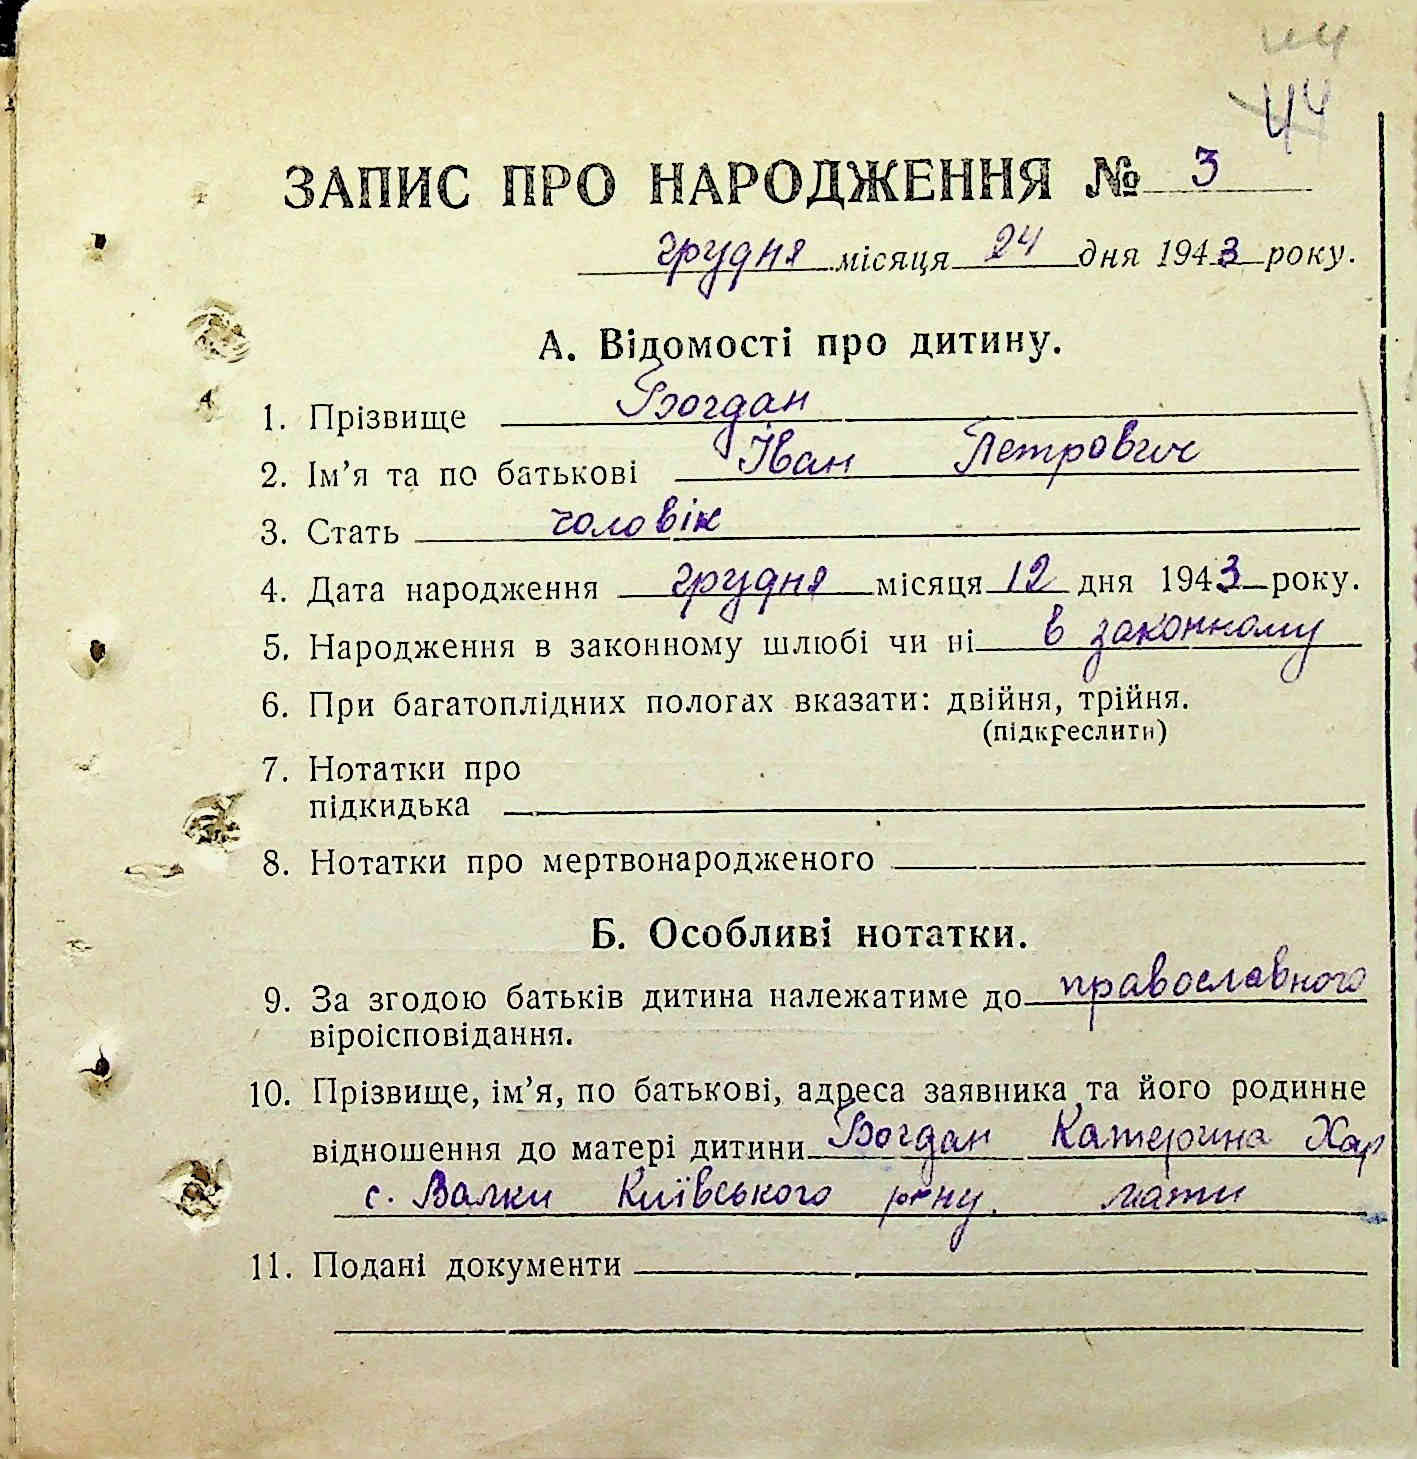 44
ЗАПИС ПРО НАРОДЖЕННЯ № 3
грудня місяця 24 дня 1943 року.
А. Відомості про дитину.
1. Прізвище Богдан
2. Ім'я та по батькові Іван Петрович
3. Стать чоловік
4. Дата народження грудня місяця 12 дня 1943 року.
5. Народження в законному шлюбі чи ні в законному
6. При багатоплідних пологах вказати: двійня, трійня.
(підкреслити)
7. Нотатки про
підкидька
8. Нотатки про мертвонародженого
Б. Особливі нотатки.
9. За згодою батьків дитина належатиме до православного
віроісповідання.
10. Прізвище, ім'я, по батькові, адреса заявника та його родинне
відношення до матері дитини Богдан Катерина Хар
с. Валки Київського р-ну. мати
11. Подані документи